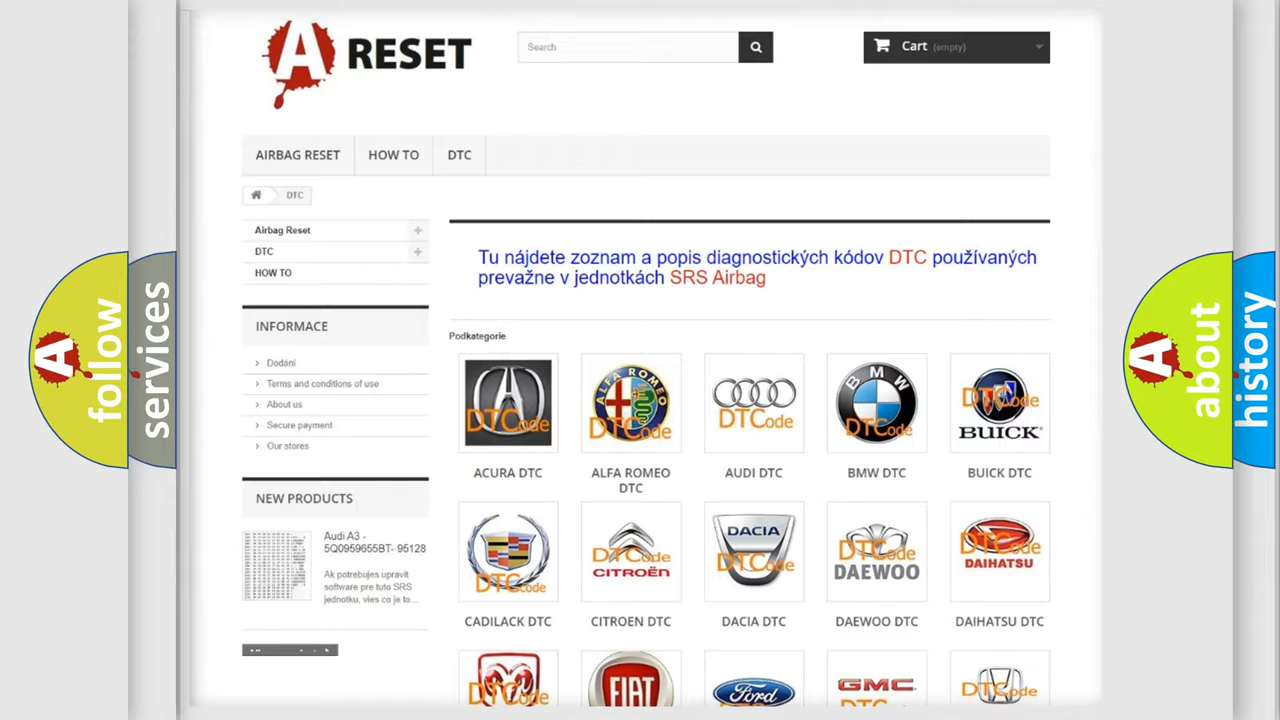 A RESET
Search
Cart (empty)
AIRBAG RESET
HOW TO
DTC
DTC
Airbag Reset
DTC
HOW TO
INFORMACE
Dodání
Terms and conditions of use
About us
Secure payment
Our stores
NEW PRODUCTS
Audi A3 -
5Q0959655BT- 95128
Ak potrebujes upravit
software pre tuto SRS
jednotku, vies co je to...
Tu nájdete zoznam a popis diagnostických kódov DTC používaných
prevažne v jednotkách SRS Airbag
Podkategorie
DTCode
ALFA ROMEO
DTCode
DTCode
BMW
DTCode
DTCode
BUICK
ACURA DTC
ALFA ROMEO
DTC
AUDI DTC
BMW DTC
BUICK DTC
DTCode
DTCode
CITROËN
DACIA
DTCode
DTCode
DAEWOO
DTCode
DAIHATSU
CADILACK DTC
CITROEN DTC
DACIA DTC
DAEWOO DTC
DAIHATSU DTC
DTCode
FIAT
Ford
GMC
DTCode
A follow
services
A about
history